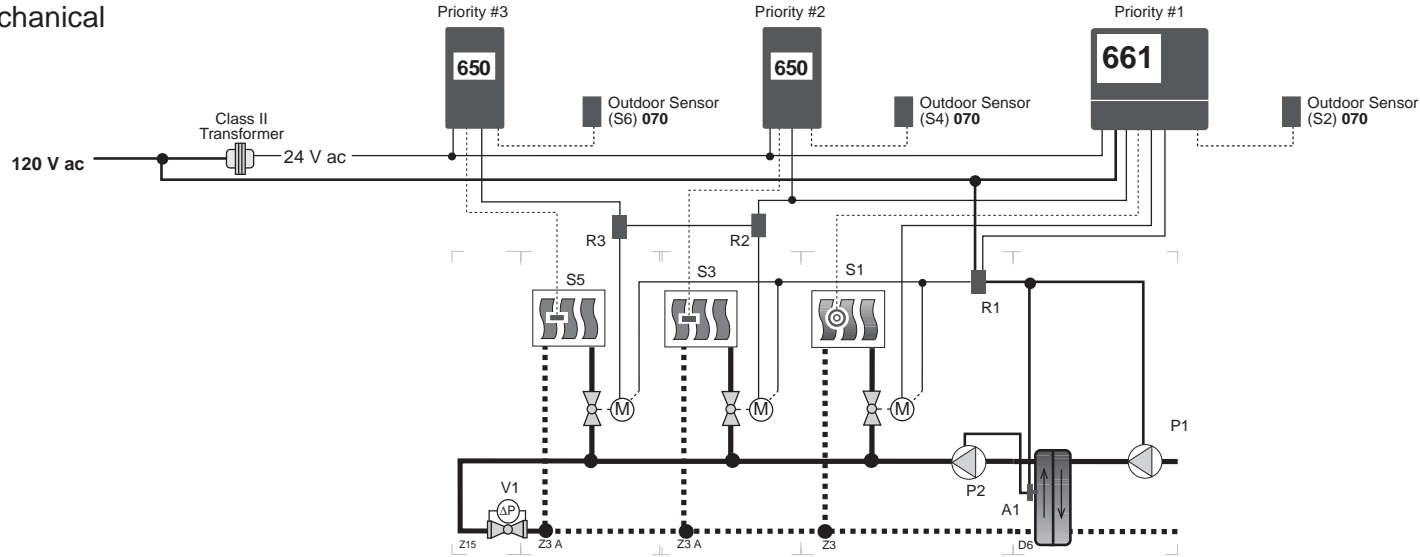 chanical
Priority #3
Priority #2
Priority #1
650
650
661
Outdoor Sensor
(S6) 070
Outdoor Sensor
(S4) 070
Outdoor Sensor
(S2) 070
Class II
Transformer
120 V ac
24 V ac
R3
R2
S5
S3
S1
R1
M
M
M
P1
P2
V1
ΔP
A1
Z15
Z3 A
Z3 A
Z3
D6